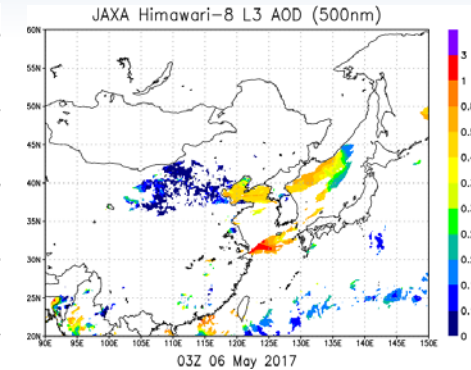 JAXA Himawari-8 L3 AOD (500nm)
60N
55N
50N
45N
40N
35N
30N
25N
20N
90E 95E 100E 105E 110E 115E 120E 125E 130E 135E 140E 145E 150E
3
1
0
03Z 06 May 2017